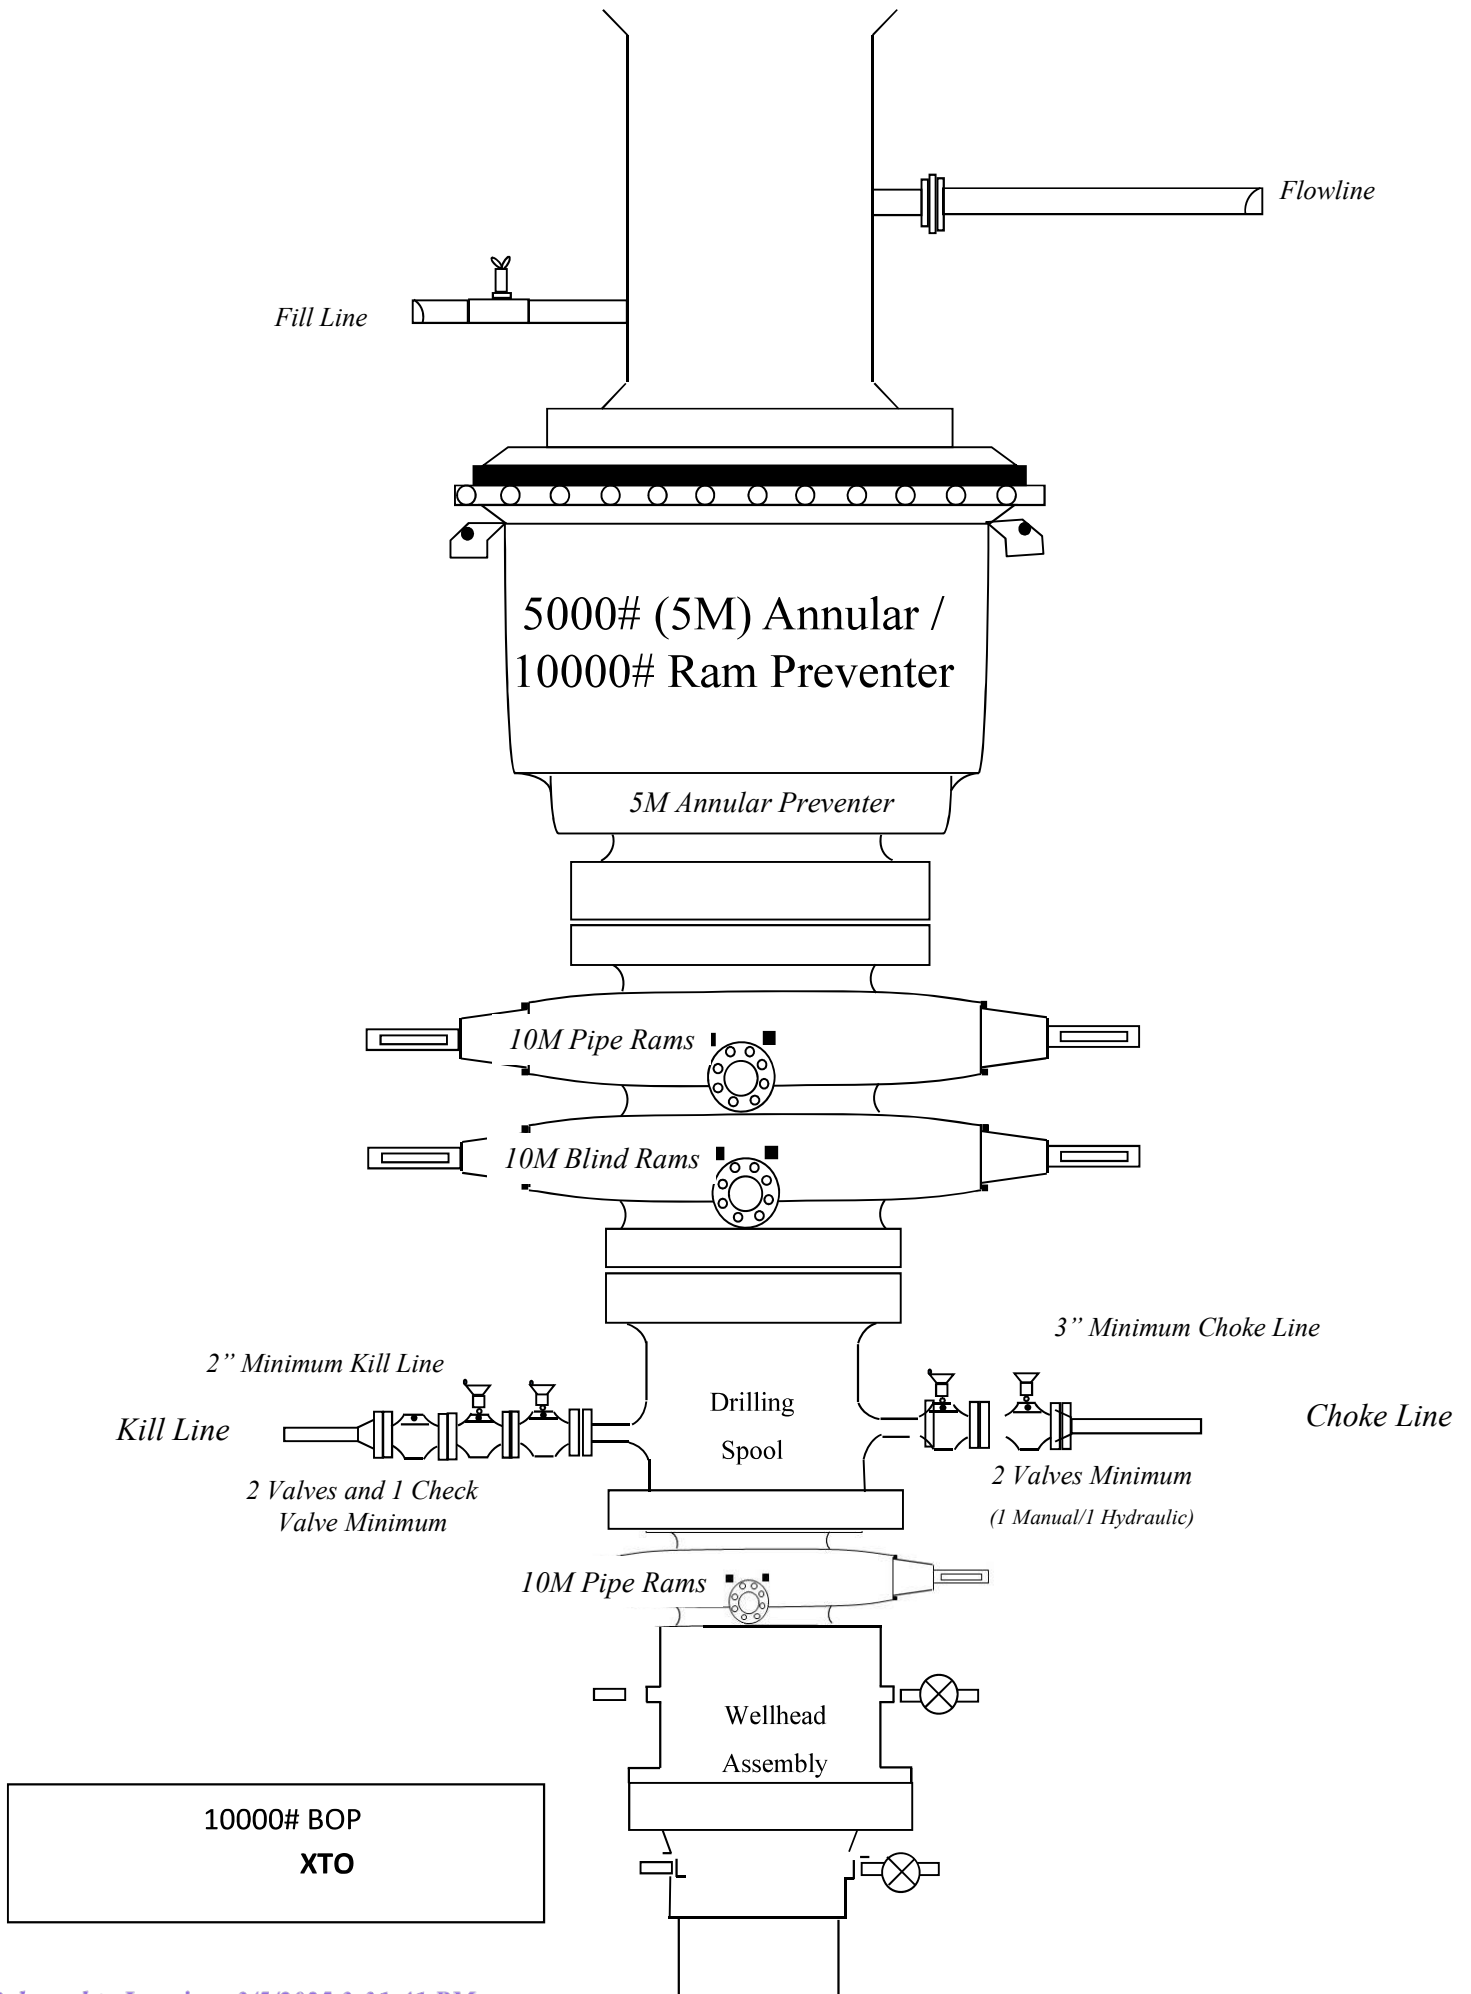 Flowline
Fill Line
5000# (5M) Annular /
10000# Ram Preventer
5M Annular Preventer
10M Pipe Rams
10M Blind Rams
3” Minimum Choke Line
2” Minimum Kill Line
Drilling
Spool
Kill Line
Choke Line
2 Valves and 1 Check
Valve Minimum
2 Valves Minimum
(1 Manual/1 Hydraulic)
10M Pipe Rams
Wellhead
Assembly
10000# BOP
XTO